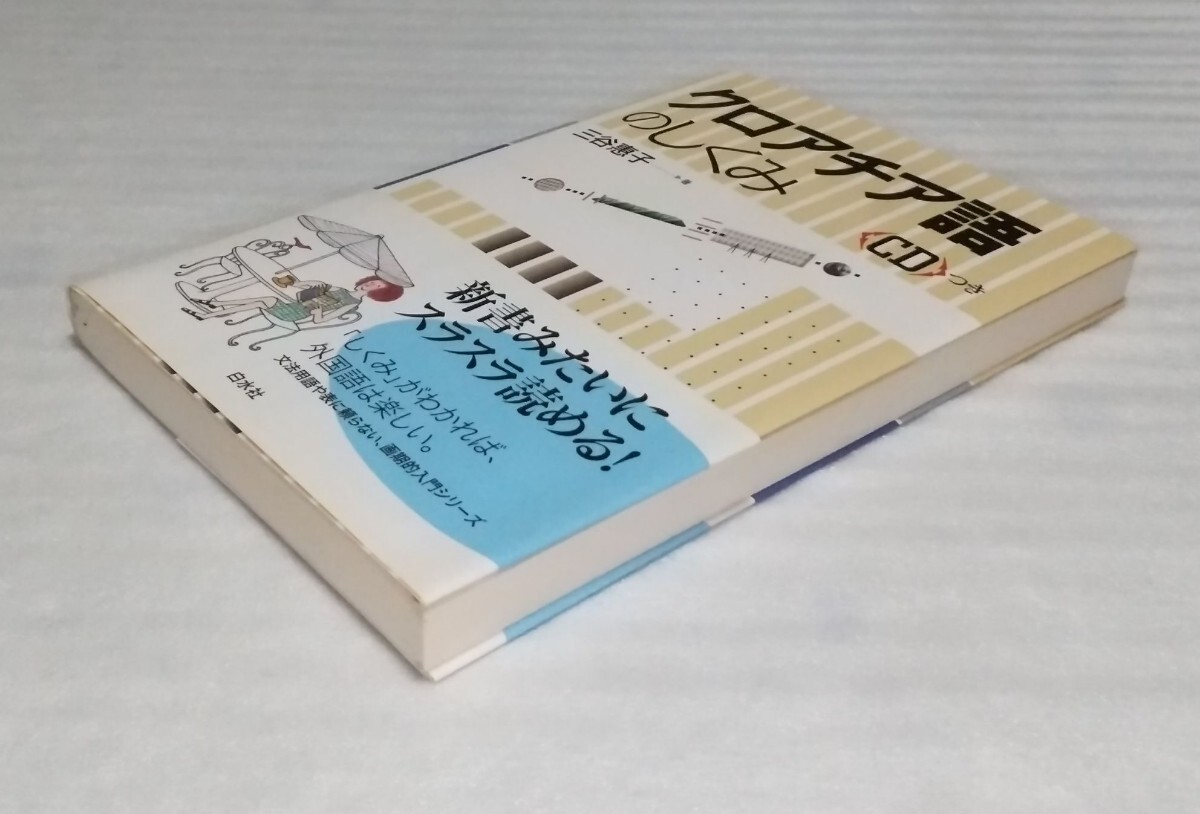 クロアチア語
のしくみ
《CD》つき
三谷惠子 著
新書みたいに
スラスラ読める!
「しくみ」がわかれば、
外国語は楽しい。
文法用語や表に頼らない、画期的入門シリーズ
白水社